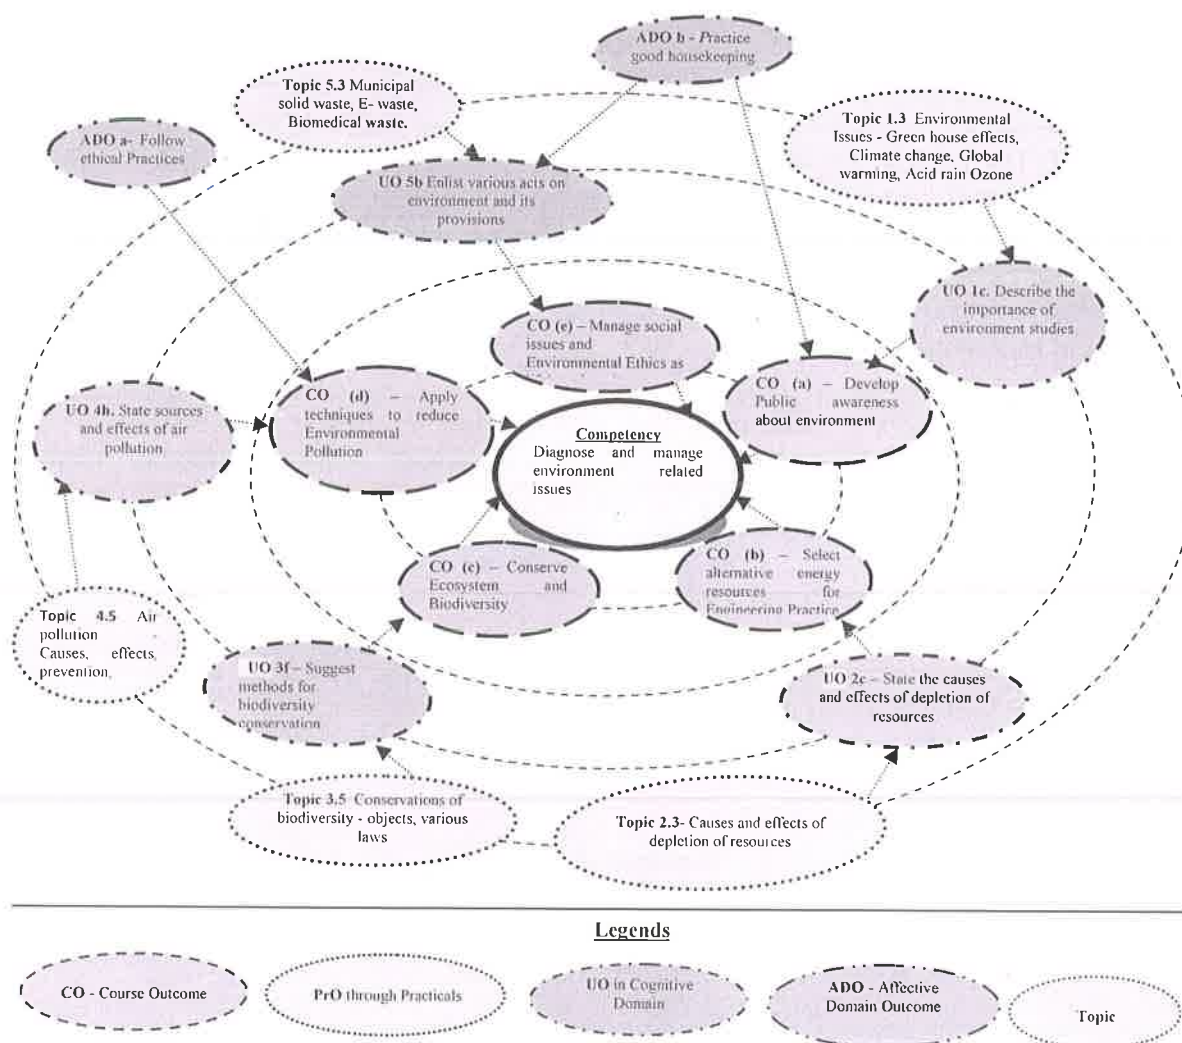 ADO b - Practice
good housekeeping
Topic 5.3 Municipal
solid waste, E- waste,
Biomedical waste.
Topic 1.3 Environmental
Issues - Green house effects,
Climate change, Global
warming, Acid rain Ozone
ADO a- Follow
ethical Practices
UO 5b Enlist various acts on
environment and its
provisions
UO 1c. Describe the
importance of
environment studies
CO (e) – Manage social
issues and
Environmental Ethics as
CO (d) – Apply
techniques to reduce
Environmental
Pollution
CO (a) – Develop
Public awareness
about environment
UO 4h. State sources
and effects of air
pollution
Competency
Diagnose and manage
environment related
issues
CO (c) – Conserve
Ecosystem and
Biodiversity
CO (b) – Select
alternative energy
resources for
Engineering Practice
Topic 4.5 Air
pollution
Causes, effects,
prevention,
UO 3f – Suggest
methods for
biodiversity
conservation
UO 2c – State the causes
and effects of depletion of
resources
Topic 3.5 Conservations of
biodiversity - objects, various
laws
Topic 2.3- Causes and effects of
depletion of resources
Legends
CO - Course Outcome
PrO through Practicals
UO in Cognitive
Domain
ADO - Affective
Domain Outcome
Topic